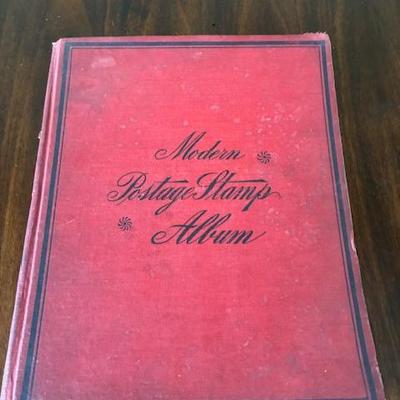 Modern
Postage Stamp
Album